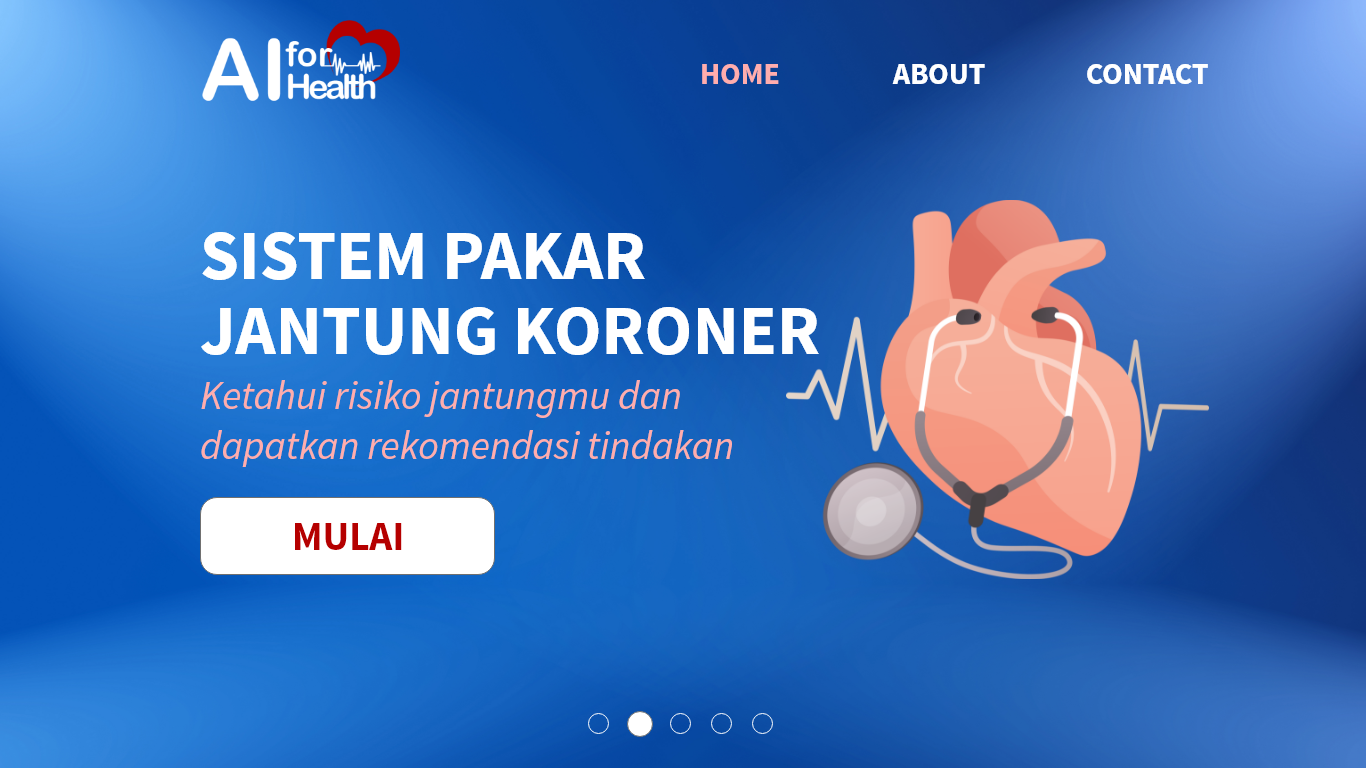 AI for Health
HOME ABOUT CONTACT
SISTEM PAKAR
JANTUNG KORONER
Ketahui risiko jantungmu dan
dapatkan rekomendasi tindakan
MULAI